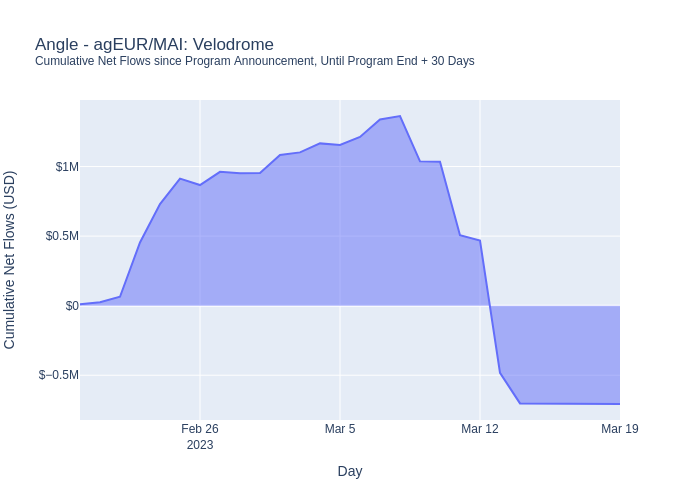 Angle - agEUR/MAI: Velodrome
Cumulative Net Flows since Program Announcement, Until Program End + 30 Days
Cumulative Net Flows (USD)
$1M
$0.5M
$0
$−0.5M
Feb 26
2023
Mar 5
Mar 12
Mar 19
Day